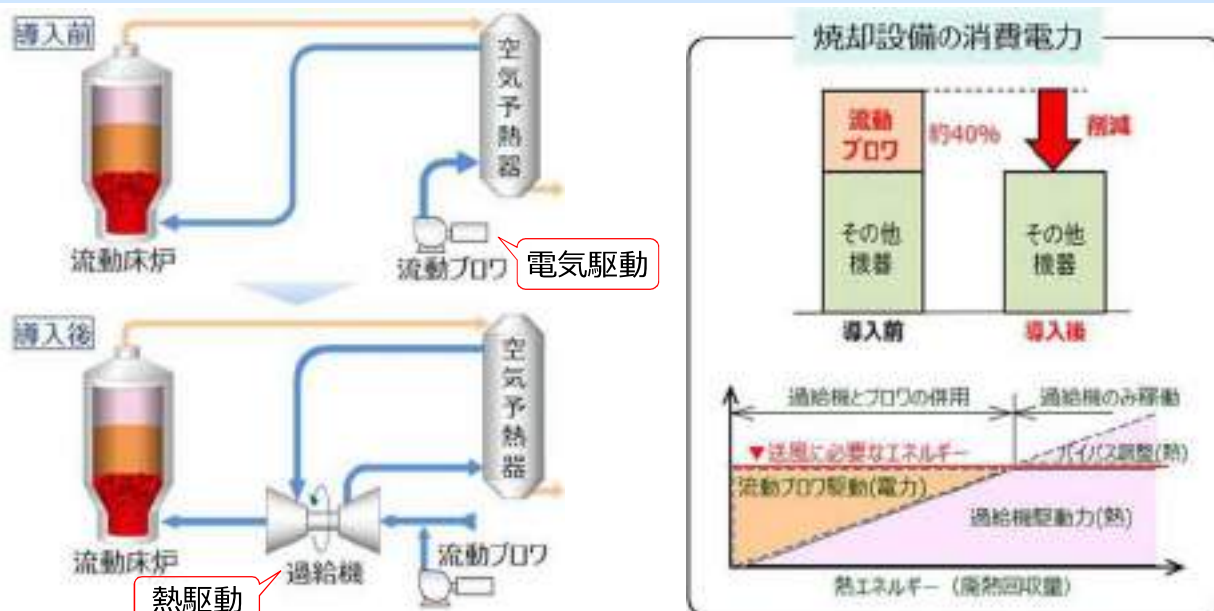 導入前
空気予熱器
流動床炉
流動ブロワ
電気駆動
導入後
空気予熱器
流動床炉
過給機
流動ブロワ
熱駆動
焼却設備の消費電力
流動
ブロワ
約40%
削減
その他
機器
その他
機器
導入前
導入後
過給機とブロワの併用
過給機のみ稼動
▼送風に必要なエネルギー
バイパス調整(熱)
流動ブロワ駆動(電力)
過給機駆動力(熱)
熱エネルギー（廃熱回収量）